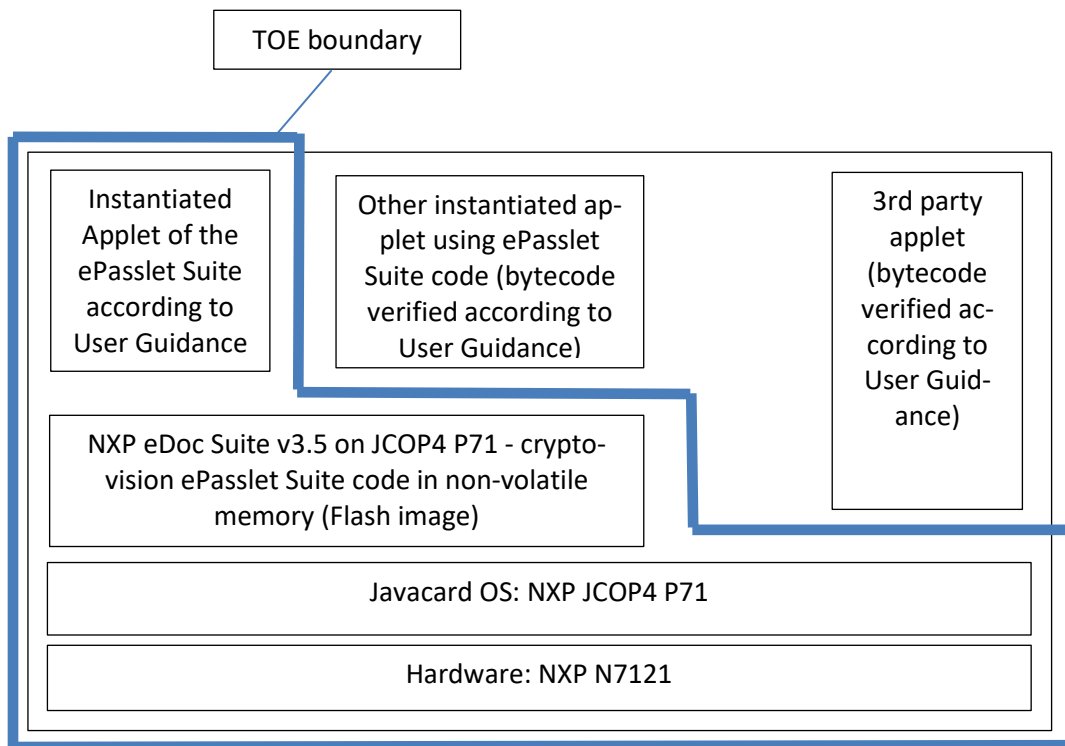 TOE boundary
Instantiated
Applet of the
ePasslet Suite
according to
User Guidance
Other instantiated ap-
plet using ePasslet
Suite code (bytecode
verified according to
User Guidance)
3rd party
applet
(bytecode
verified ac-
cording to
User Guid-
ance)
NXP eDoc Suite v3.5 on JCOP4 P71 - crypto-
vision ePasslet Suite code in non-volatile
memory (Flash image)
Javacard OS: NXP JCOP4 P71
Hardware: NXP N7121